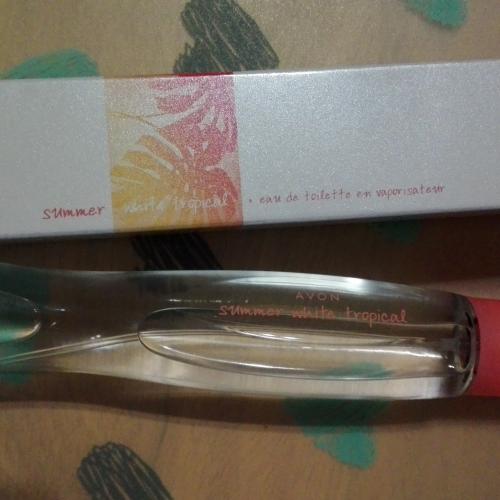 summer white tropical • eau de toilette en vaporisateur
AVON
summer white tropical